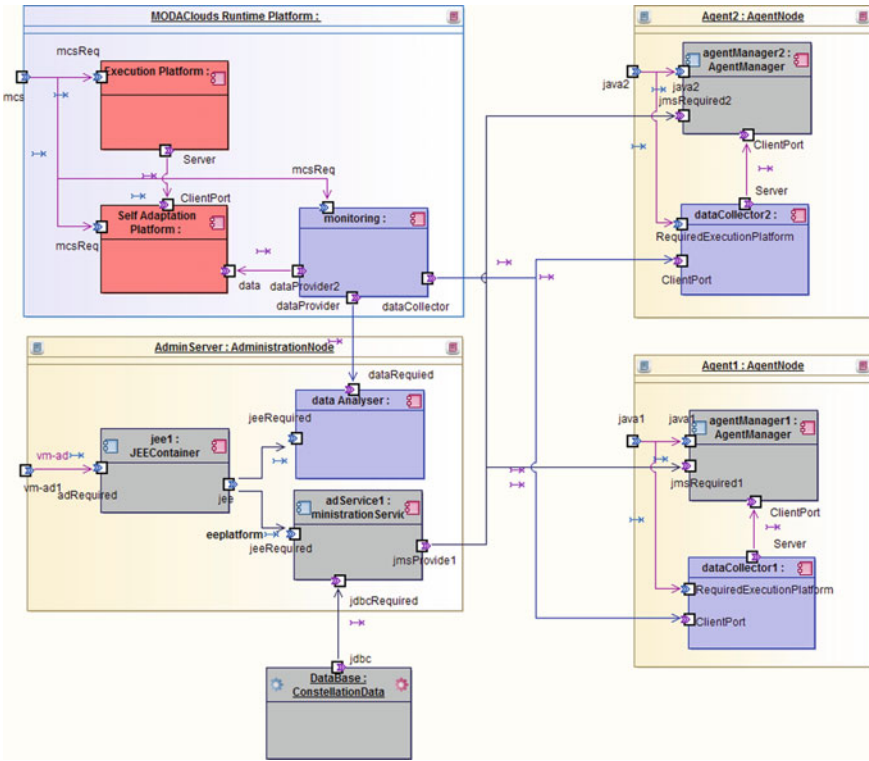 MODAClouds Runtime Platform :
mcsReq
Execution Platform :
mcs
Server
mcsReq
ClientPort
Self Adaptation
Platform :
monitoring :
mcsReq
data
dataProvider2
dataProvider
dataCollector
AdminServer : AdministrationNode
dataRequied
data Analyser :
jeeRequired
jee1 :
JEEContainer
vm-ad
vm-ad1
adRequired
jee
adService1 :
ministrationServic
eeplatform
jeeRequired
jmsProvide1
jdbcRequired
jdbc
DataBase :
ConstellationData
Agent2 : AgentNode
agentManager2 :
AgentManager
java2
java2
jmsRequired2
ClientPort
Server
dataCollector2 :
RequiredExecutionPlatform
ClientPort
Agent1 : AgentNode
java1
java1
agentManager1 :
AgentManager
jmsRequired1
ClientPort
Server
dataCollector1 :
RequiredExecutionPlatform
ClientPort